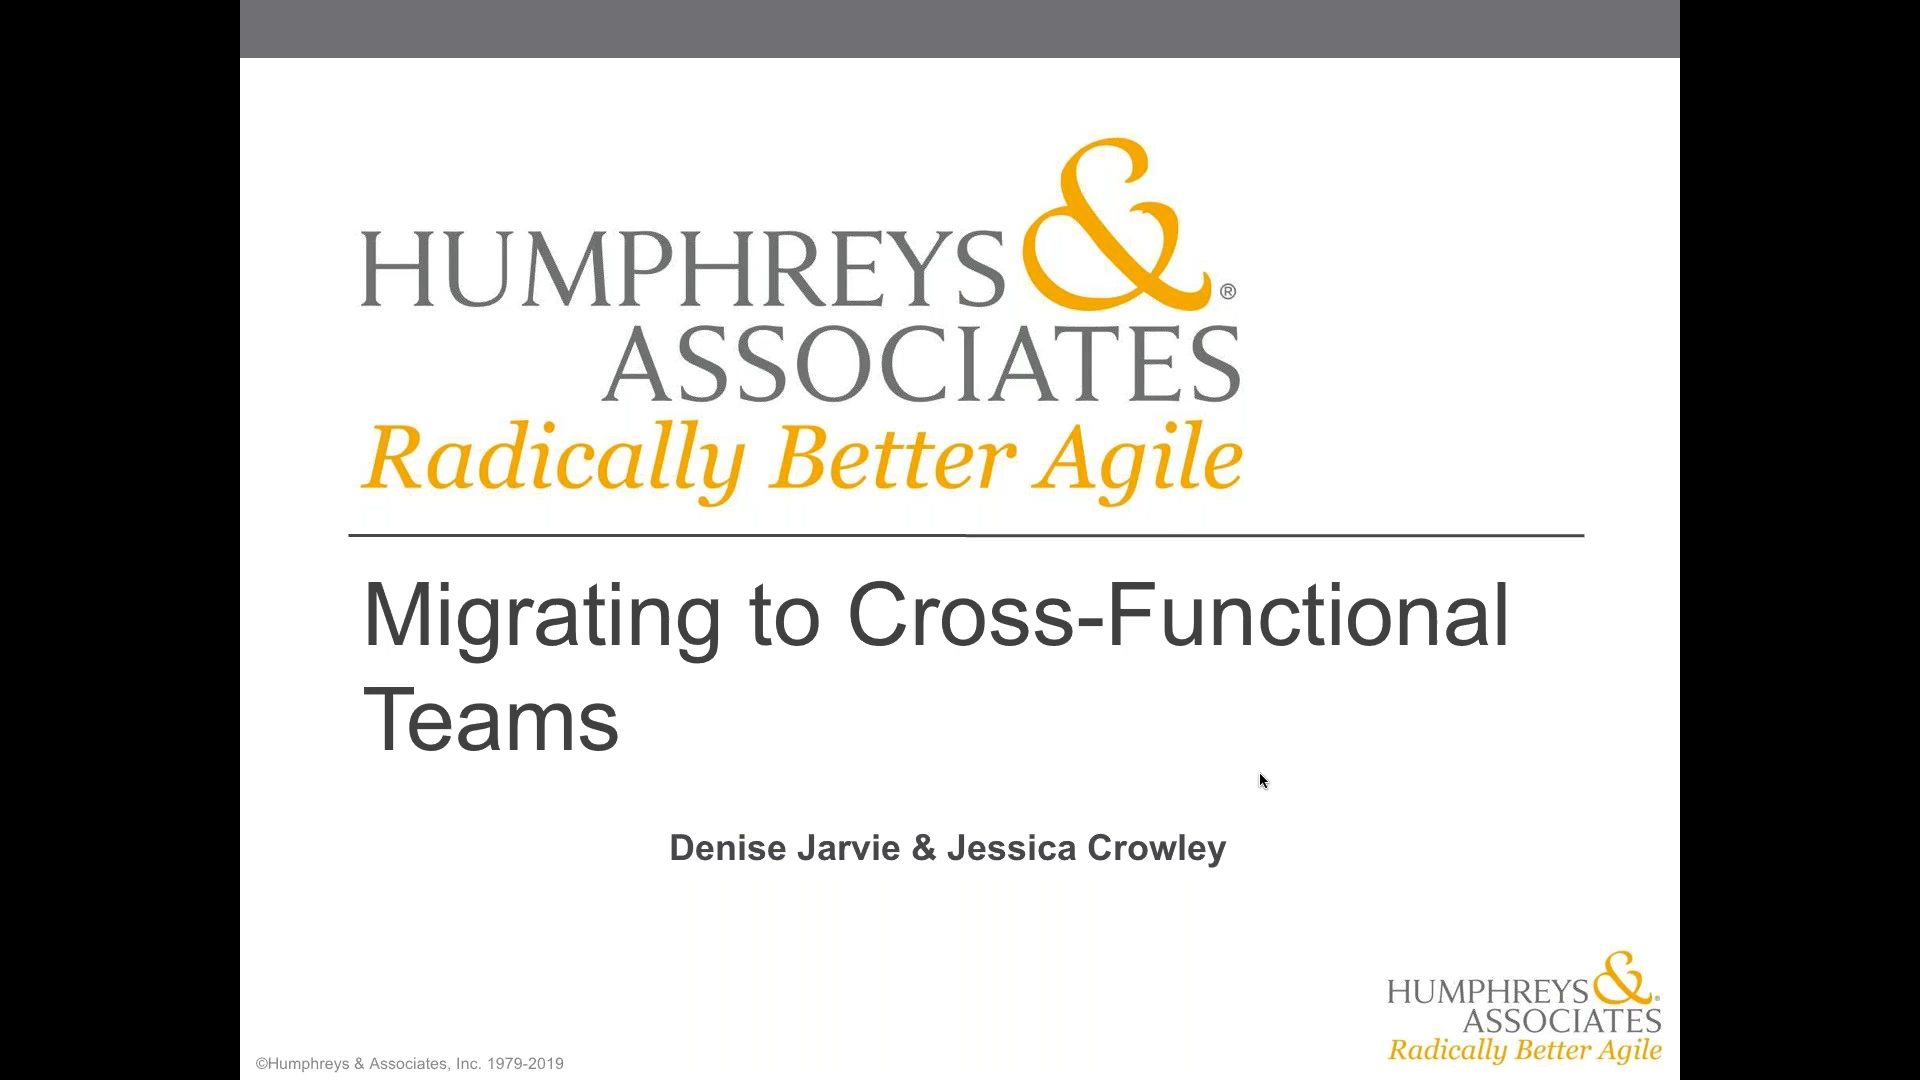 HUMPHREYS &®
ASSOCIATES
Radically Better Agile
Migrating to Cross-Functional
Teams
Denise Jarvie & Jessica Crowley
HUMPHREYS &®
ASSOCIATES
Radically Better Agile
©Humphreys & Associates, Inc. 1979-2019